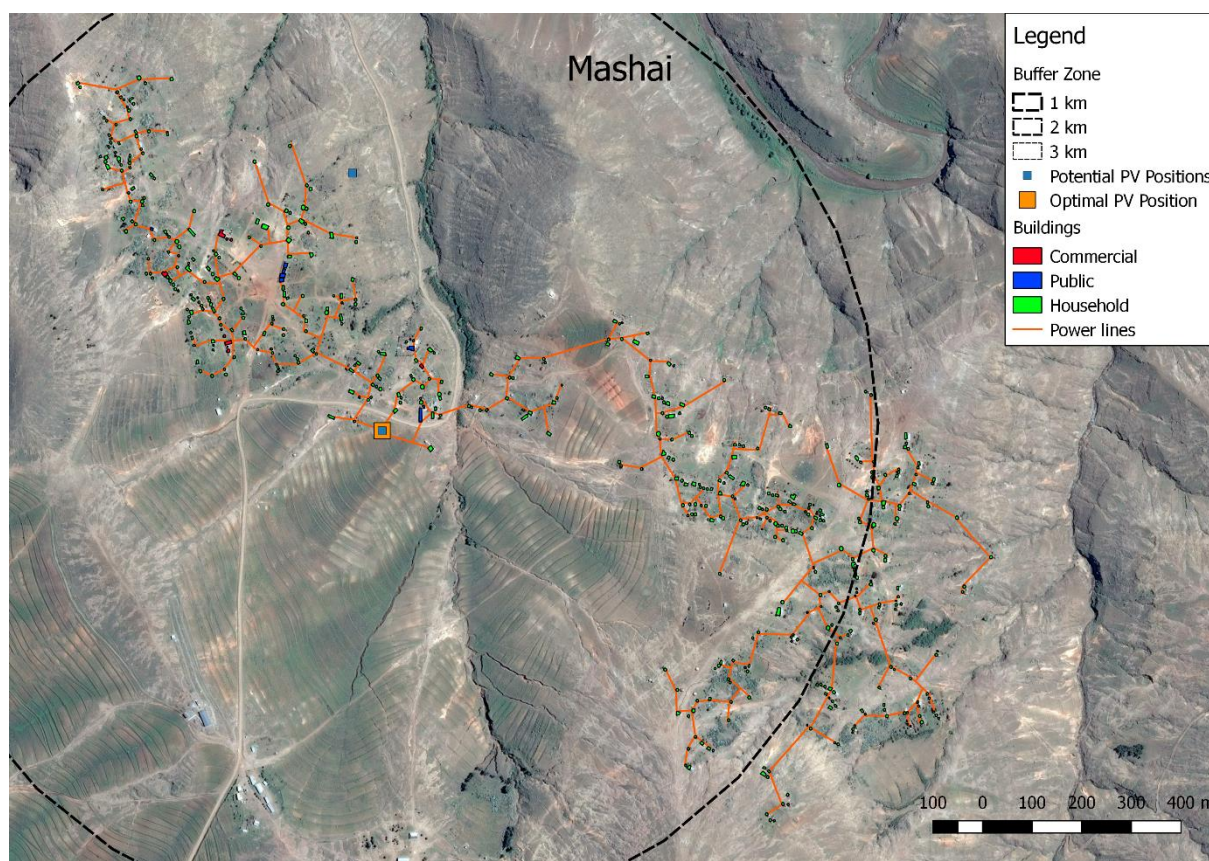 Mashai
Legend
Buffer Zone
1 km
2 km
3 km
Potential PV Positions
Optimal PV Position
Buildings
Commercial
Public
Household
Power lines
100 0 100 200 300 400 m